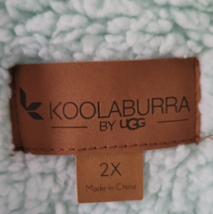 KOOLABURRA
BY UGG
2X
Made in China